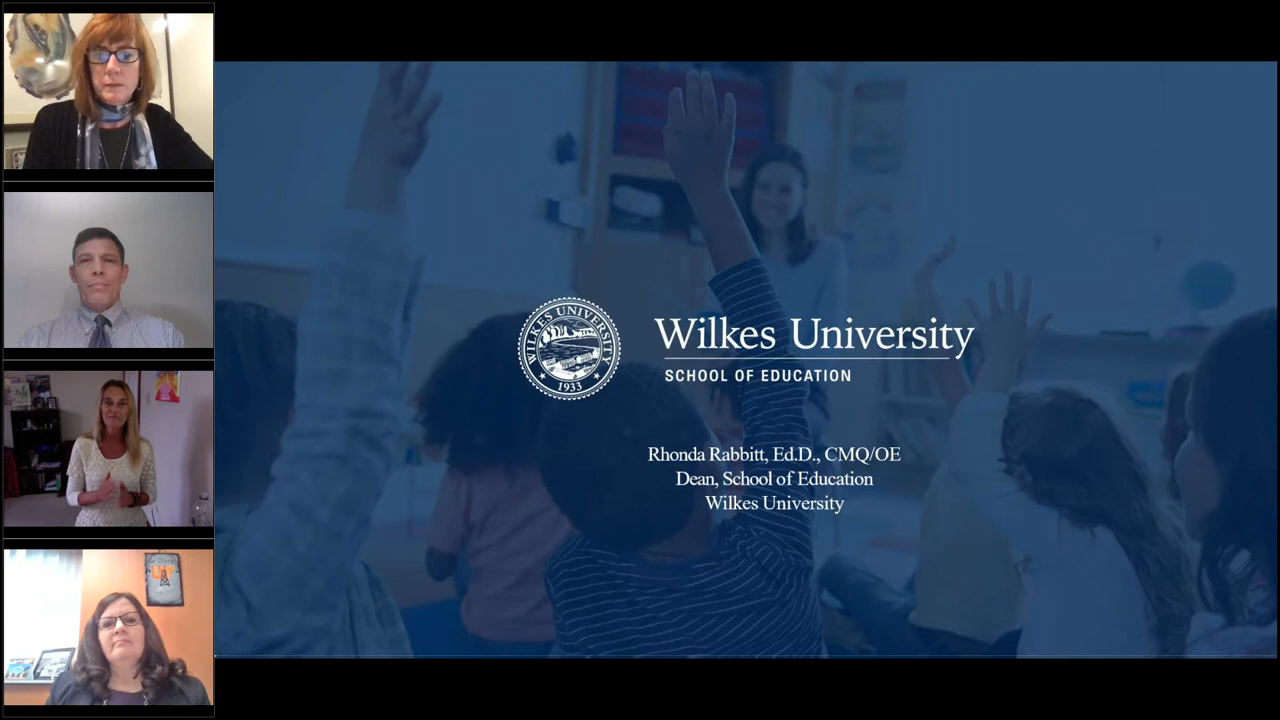 WILKES UNIVERSITY
1933
Wilkes University
SCHOOL OF EDUCATION
Rhonda Rabbitt, Ed.D., CMQ/OE
Dean, School of Education
Wilkes University
UT